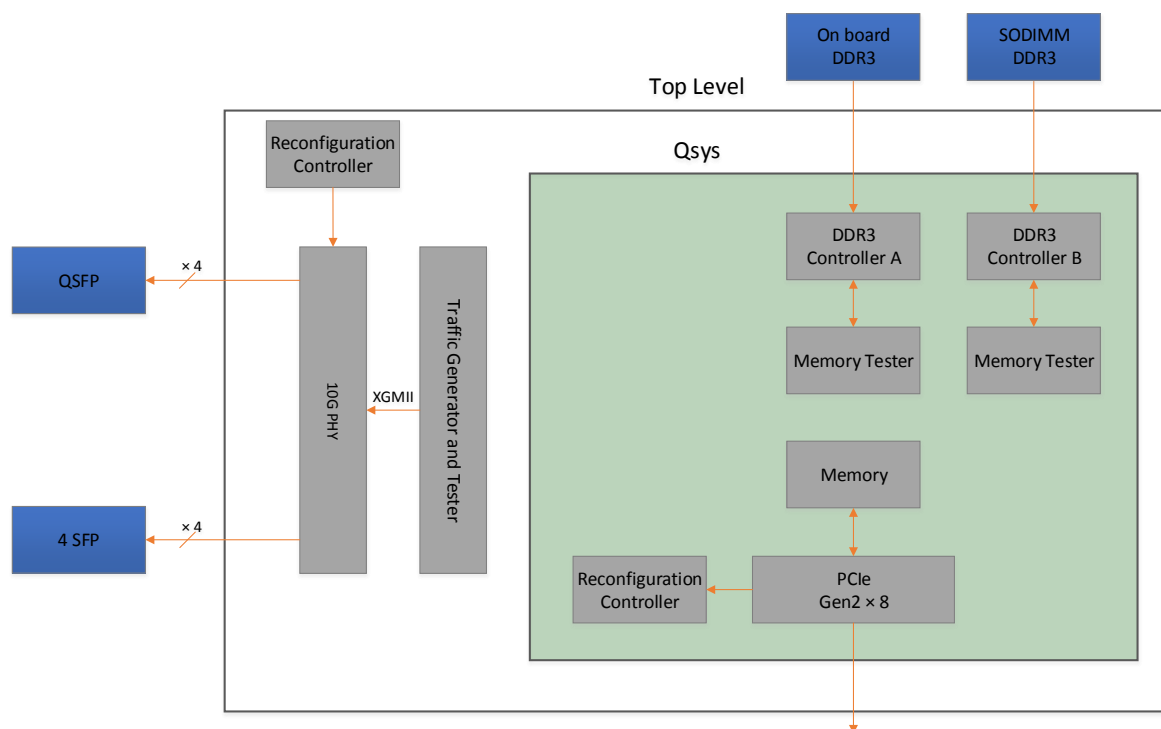 On board
DDR3
SODIMM
DDR3
Top Level
Reconfiguration
Controller
Qsys
DDR3
Controller A
DDR3
Controller B
QSFP
× 4
Memory Tester
Memory Tester
10G PHY
XGMII
Traffic Generator and Tester
Memory
4 SFP
× 4
Reconfiguration
Controller
PCIe
Gen2 × 8